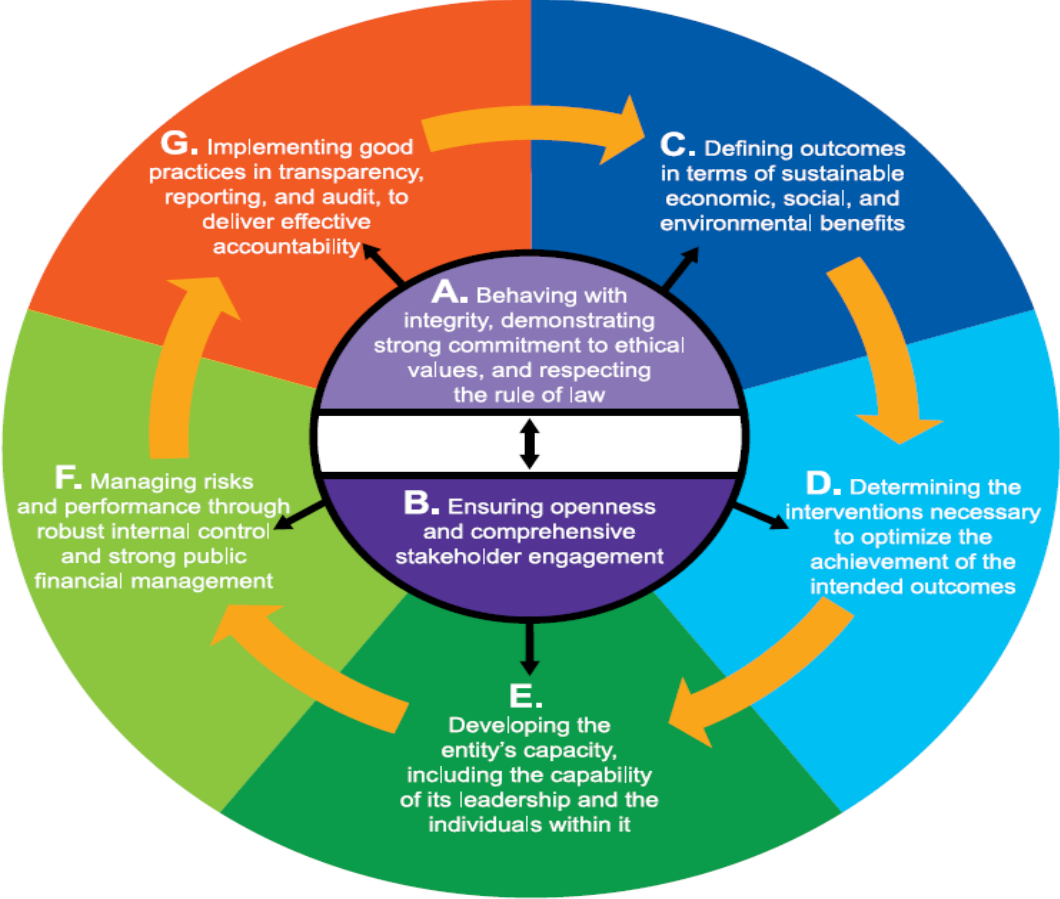 A. Behaving with
integrity, demonstrating
strong commitment to ethical
values, and respecting
the rule of law
B. Ensuring openness
and comprehensive
stakeholder engagement
C. Defining outcomes
in terms of sustainable
economic, social, and
environmental benefits
D. Determining the
interventions necessary
to optimize the
achievement of the
intended outcomes
E.
Developing the
entity’s capacity,
including the capability
of its leadership and the
individuals within it
F. Managing risks
and performance through
robust internal control
and strong public
financial management
G. Implementing good
practices in transparency,
reporting, and audit, to
deliver effective
accountability